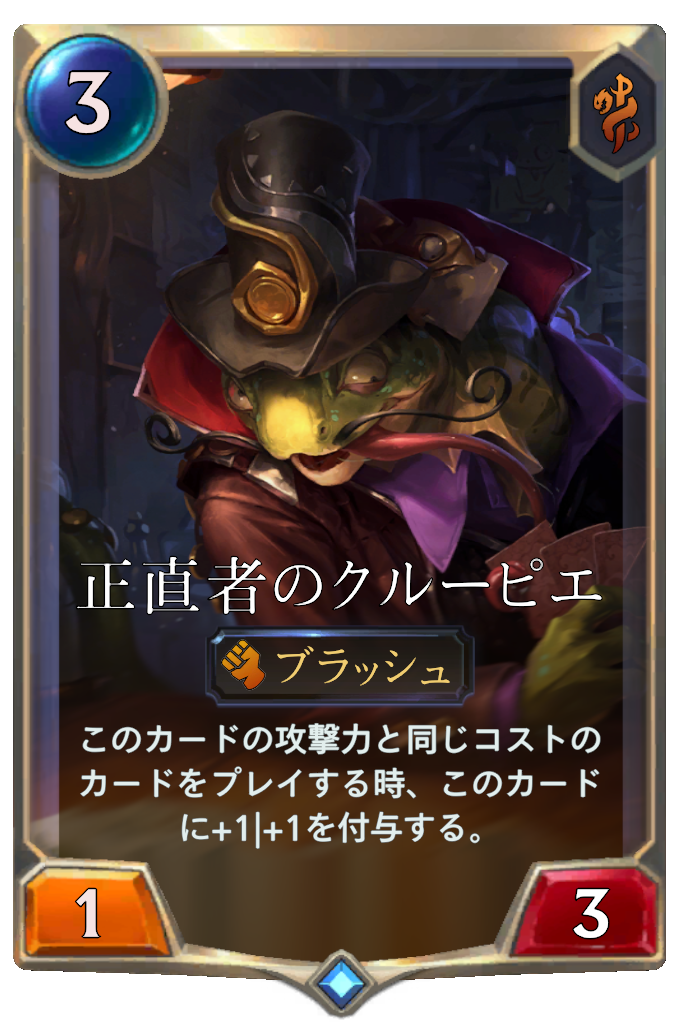 3
正直者のクルーピエ
ブラッシュ
このカードの攻撃力と同じコストの
カードをプレイする時、このカード
に+1|+1を付与する。
1
3